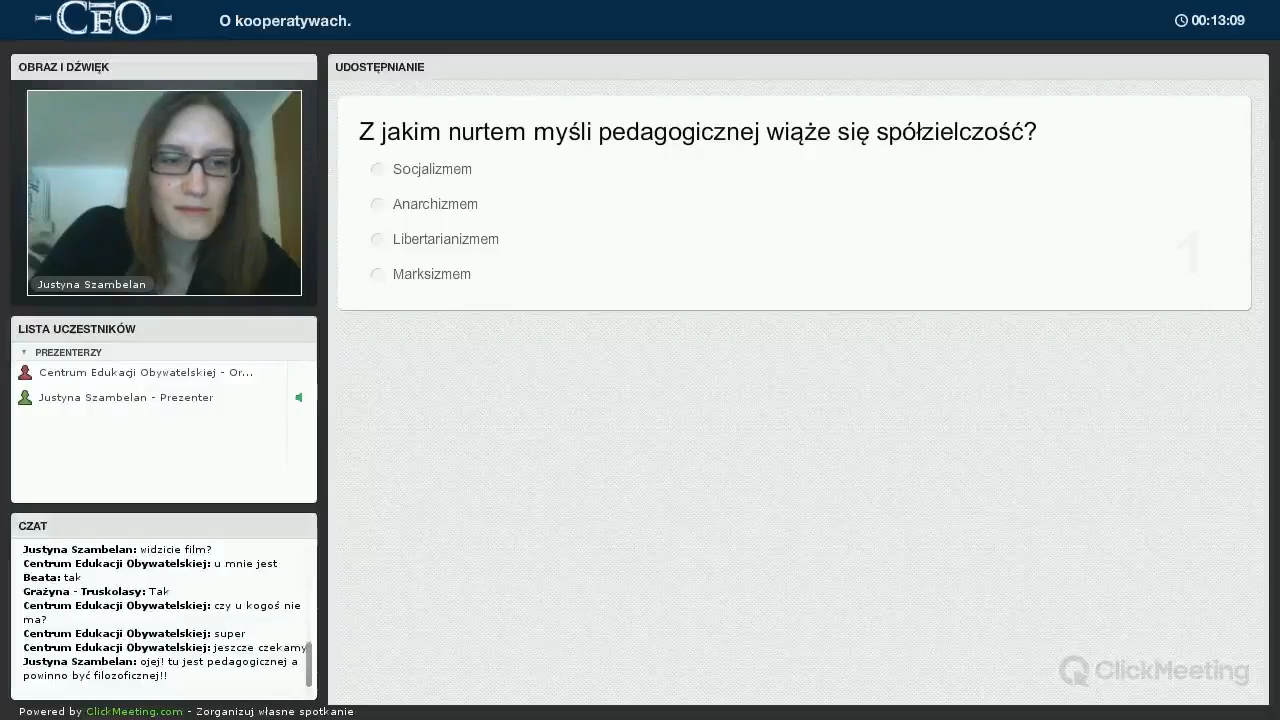 CEO
O kooperatywach.
00:13:09
OBRAZ I DŹWIĘK
Justyna Szambelan
LISTA UCZESTNIKÓW
PREZENTERZY
Centrum Edukacji Obywatelskiej - Or...
Justyna Szambelan - Prezenter
CZAT
Justyna Szambelan: widzicie film?
Centrum Edukacji Obywatelskiej: u mnie jest
Beata: tak
Grażyna - Truskolasy: Tak
Centrum Edukacji Obywatelskiej: czy u kogoś nie
ma?
Centrum Edukacji Obywatelskiej: super
Centrum Edukacji Obywatelskiej: jeszcze czekamy
Justyna Szambelan: ojej! tu jest pedagogicznej a
powinno być filozoficznej!!
UDOSTĘPNIANIE
Z jakim nurtem myśli pedagogicznej wiąże się spółzielczość?
Socjalizmem
Anarchizmem
Libertarianizmem
Marksizmem
1
ClickMeeting
Powered by ClickMeeting.com - Zorganizuj własne spotkanie